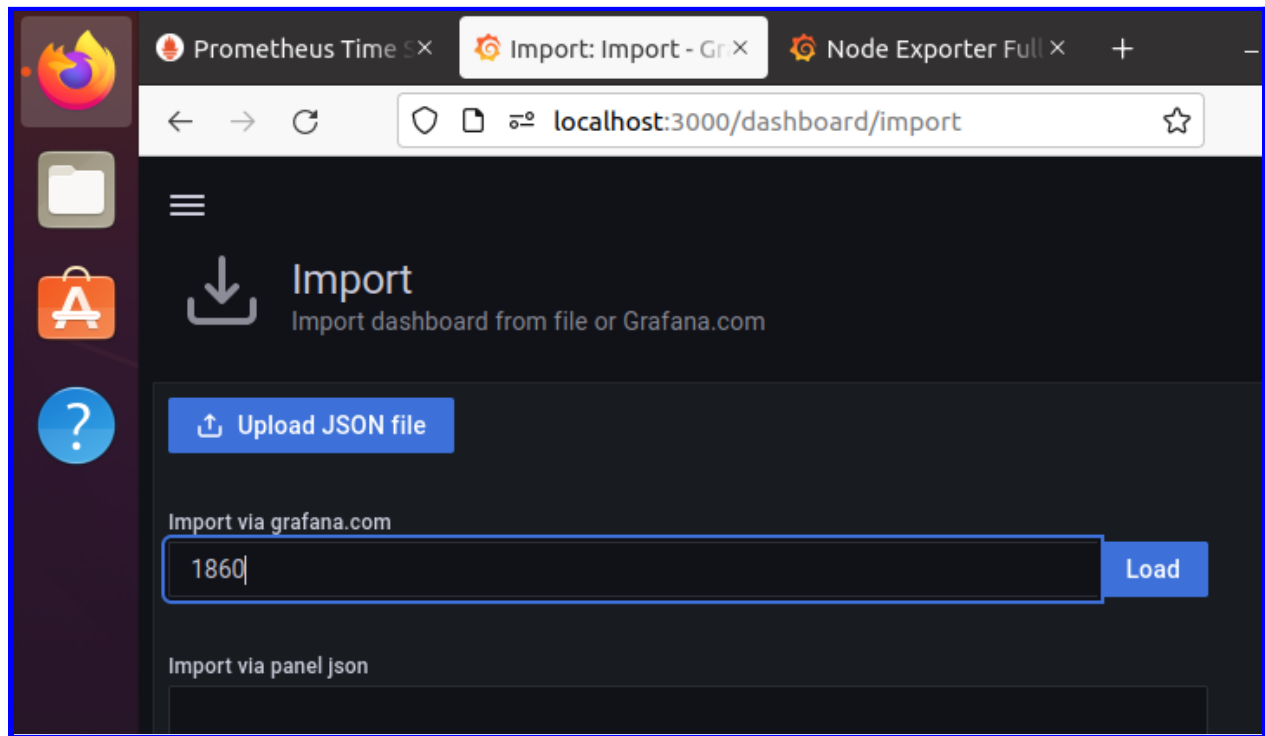 Prometheus Time S
Import: Import - Gr
Node Exporter Full
localhost:3000/dashboard/import
Import
Import dashboard from file or Grafana.com
Upload JSON file
Import via grafana.com
1860
Load
Import via panel json